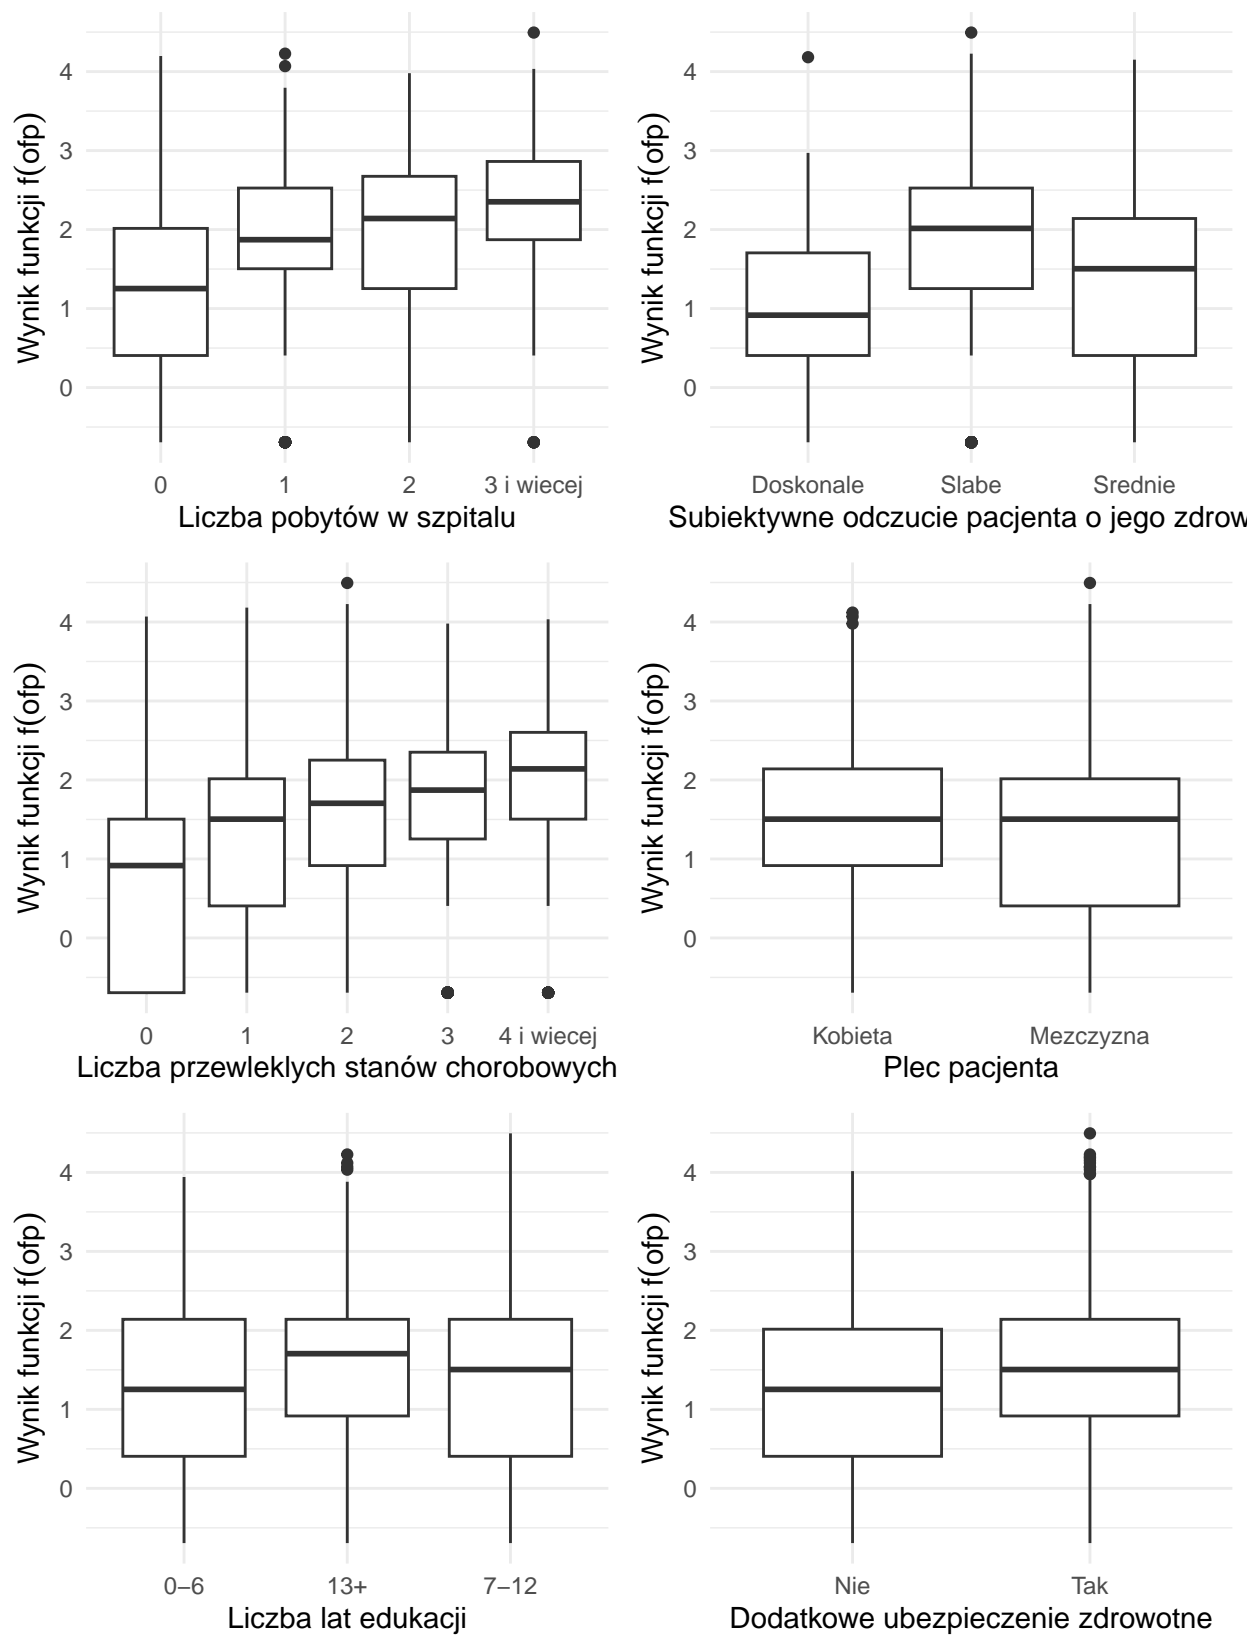 Wynik funkcji f(ofp)
4
3
2
1
0
0 1 2 3 i wiecej
Liczba pobytów w szpitalu
Wynik funkcji f(ofp)
4
3
2
1
0
Doskonale Slabe Srednie
Subiektywne odczucie pacjenta o jego zdrow
Wynik funkcji f(ofp)
4
3
2
1
0
0 1 2 3 4 i wiecej
Liczba przewleklych stanów chorobowych
Wynik funkcji f(ofp)
4
3
2
1
0
Kobieta Mezczyzna
Plec pacjenta
Wynik funkcji f(ofp)
4
3
2
1
0
0–6 13+ 7–12
Liczba lat edukacji
Wynik funkcji f(ofp)
4
3
2
1
0
Nie Tak
Dodatkowe ubezpieczenie zdrowotne